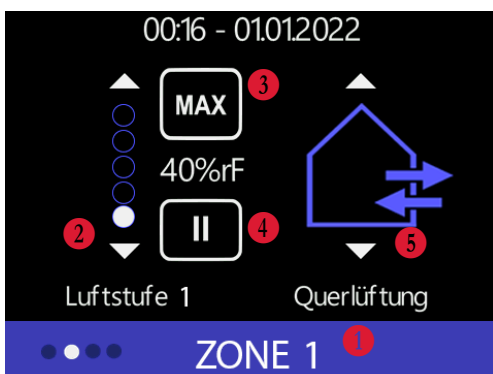 00:16 - 01.01.2022
MAX
3
40%rF
2
4
5
Luftstufe 1
Querlüftung
ZONE 1
1